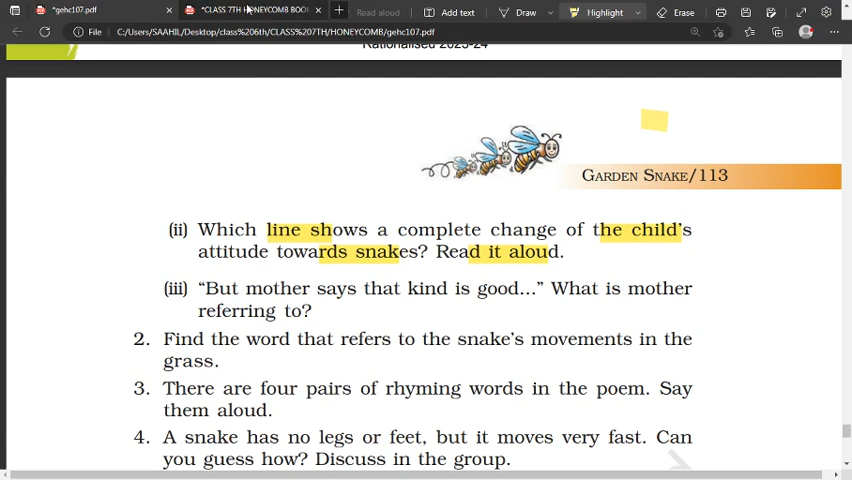 *gehc107.pdf
*CLASS 7TH HONEYCOMB BOO
Read aloud
Add text
Draw
Highlight
Erase
File
C:/Users/SAAHIL/Desktop/class%206th/CLASS%207TH/HONEYCOMB/gehc107.pdf
Rationalised 2023-24
GARDEN SNAKE/113
(ii) Which line shows a complete change of the child's
attitude towards snakes? Read it aloud.
(iii) “But mother says that kind is good...” What is mother
referring to?
2. Find the word that refers to the snake's movements in the
grass.
3. There are four pairs of rhyming words in the poem. Say
them aloud.
4. A snake has no legs or feet, but it moves very fast. Can
you guess how? Discuss in the group.